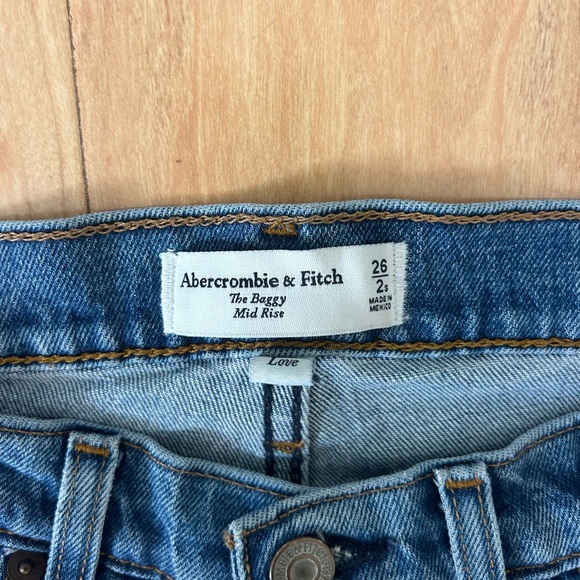 Abercrombie & Fitch
The Baggy
Mid Rise
26
2s
MADE IN
MEXICO
Love